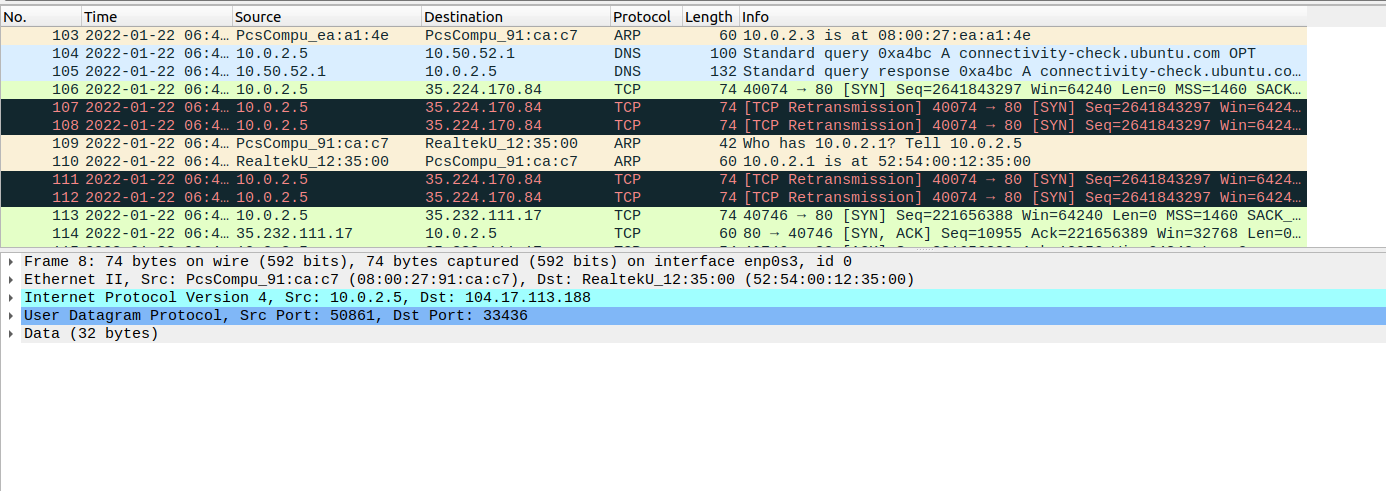 No. Time Source Destination Protocol Length Info
103 2022-01-22 06:4… PcsCompu_ea:a1:4e PcsCompu_91:ca:c7 ARP 60 10.0.2.3 is at 08:00:27:ea:a1:4e
104 2022-01-22 06:4… 10.0.2.5 10.50.52.1 DNS 100 Standard query 0xa4bc A connectivity-check.ubuntu.com OPT
105 2022-01-22 06:4… 10.50.52.1 10.0.2.5 DNS 132 Standard query response 0xa4bc A connectivity-check.ubuntu.co…
106 2022-01-22 06:4… 10.0.2.5 35.224.170.84 TCP 74 40074 → 80 [SYN] Seq=2641843297 Win=64240 Len=0 MSS=1460 SACK…
107 2022-01-22 06:4… 10.0.2.5 35.224.170.84 TCP 74 [TCP Retransmission] 40074 → 80 [SYN] Seq=2641843297 Win=6424…
108 2022-01-22 06:4… 10.0.2.5 35.224.170.84 TCP 74 [TCP Retransmission] 40074 → 80 [SYN] Seq=2641843297 Win=6424…
109 2022-01-22 06:4… PcsCompu_91:ca:c7 RealtekU_12:35:00 ARP 42 Who has 10.0.2.1? Tell 10.0.2.5
110 2022-01-22 06:4… RealtekU_12:35:00 PcsCompu_91:ca:c7 ARP 60 10.0.2.1 is at 52:54:00:12:35:00
111 2022-01-22 06:4… 10.0.2.5 35.224.170.84 TCP 74 [TCP Retransmission] 40074 → 80 [SYN] Seq=2641843297 Win=6424…
112 2022-01-22 06:4… 10.0.2.5 35.224.170.84 TCP 74 [TCP Retransmission] 40074 → 80 [SYN] Seq=2641843297 Win=6424…
113 2022-01-22 06:4… 10.0.2.5 35.232.111.17 TCP 74 40746 → 80 [SYN] Seq=221656388 Win=64240 Len=0 MSS=1460 SACK_…
114 2022-01-22 06:4… 35.232.111.17 10.0.2.5 TCP 60 80 → 40746 [SYN, ACK] Seq=10955 Ack=221656389 Win=32768 Len=0…
Frame 8: 74 bytes on wire (592 bits), 74 bytes captured (592 bits) on interface enp0s3, id 0
Ethernet II, Src: PcsCompu_91:ca:c7 (08:00:27:91:ca:c7), Dst: RealtekU_12:35:00 (52:54:00:12:35:00)
Internet Protocol Version 4, Src: 10.0.2.5, Dst: 104.17.113.188
User Datagram Protocol, Src Port: 50861, Dst Port: 33436
Data (32 bytes)